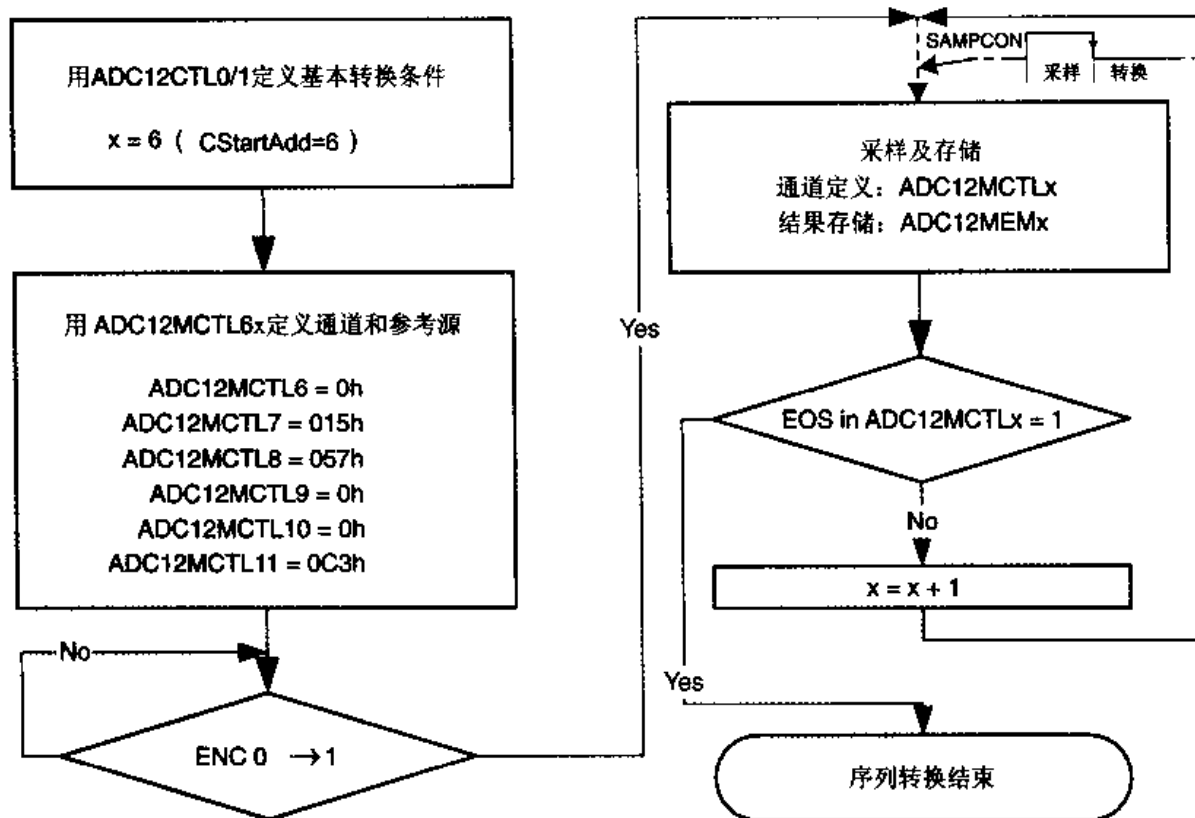 用ADC12CTL0/1定义基本转换条件
x = 6 ( CStartAdd=6 )
用 ADC12MCTL6x定义通道和参考源
ADC12MCTL6 = 0h
ADC12MCTL7 = 015h
ADC12MCTL8 = 057h
ADC12MCTL9 = 0h
ADC12MCTL10 = 0h
ADC12MCTL11 = 0C3h
No
ENC 0 →1
Yes
SAMPCON
采样 转换
采样及存储
通道定义: ADC12MCTLx
结果存储: ADC12MEMx
EOS in ADC12MCTLx = 1
No
x = x + 1
Yes
序列转换结束